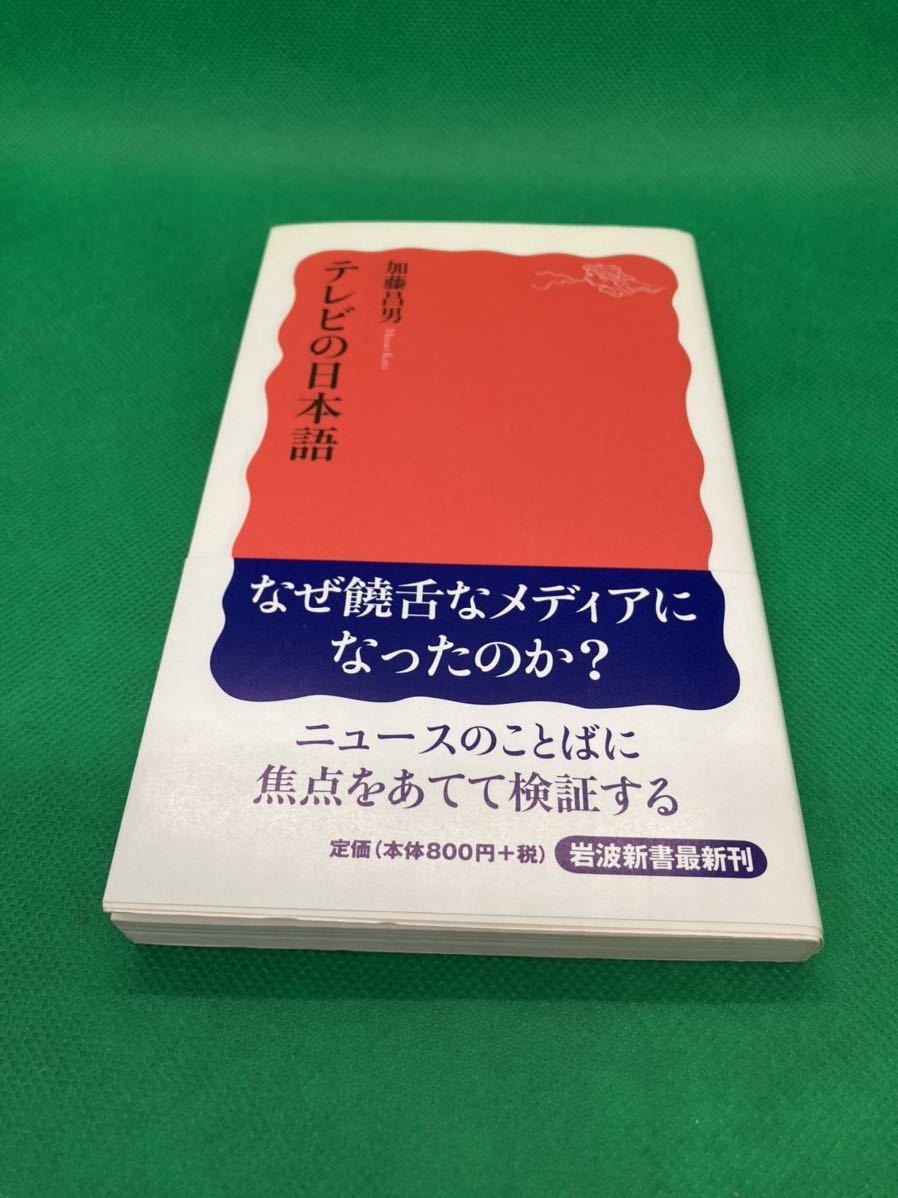 テレビの日本語
加藤昌男
Masao Kato
なぜ饒舌なメディアに
なったのか?
ニュースのことばに
焦点をあてて検証する
定価(本体800円+税)
岩波新書最新刊